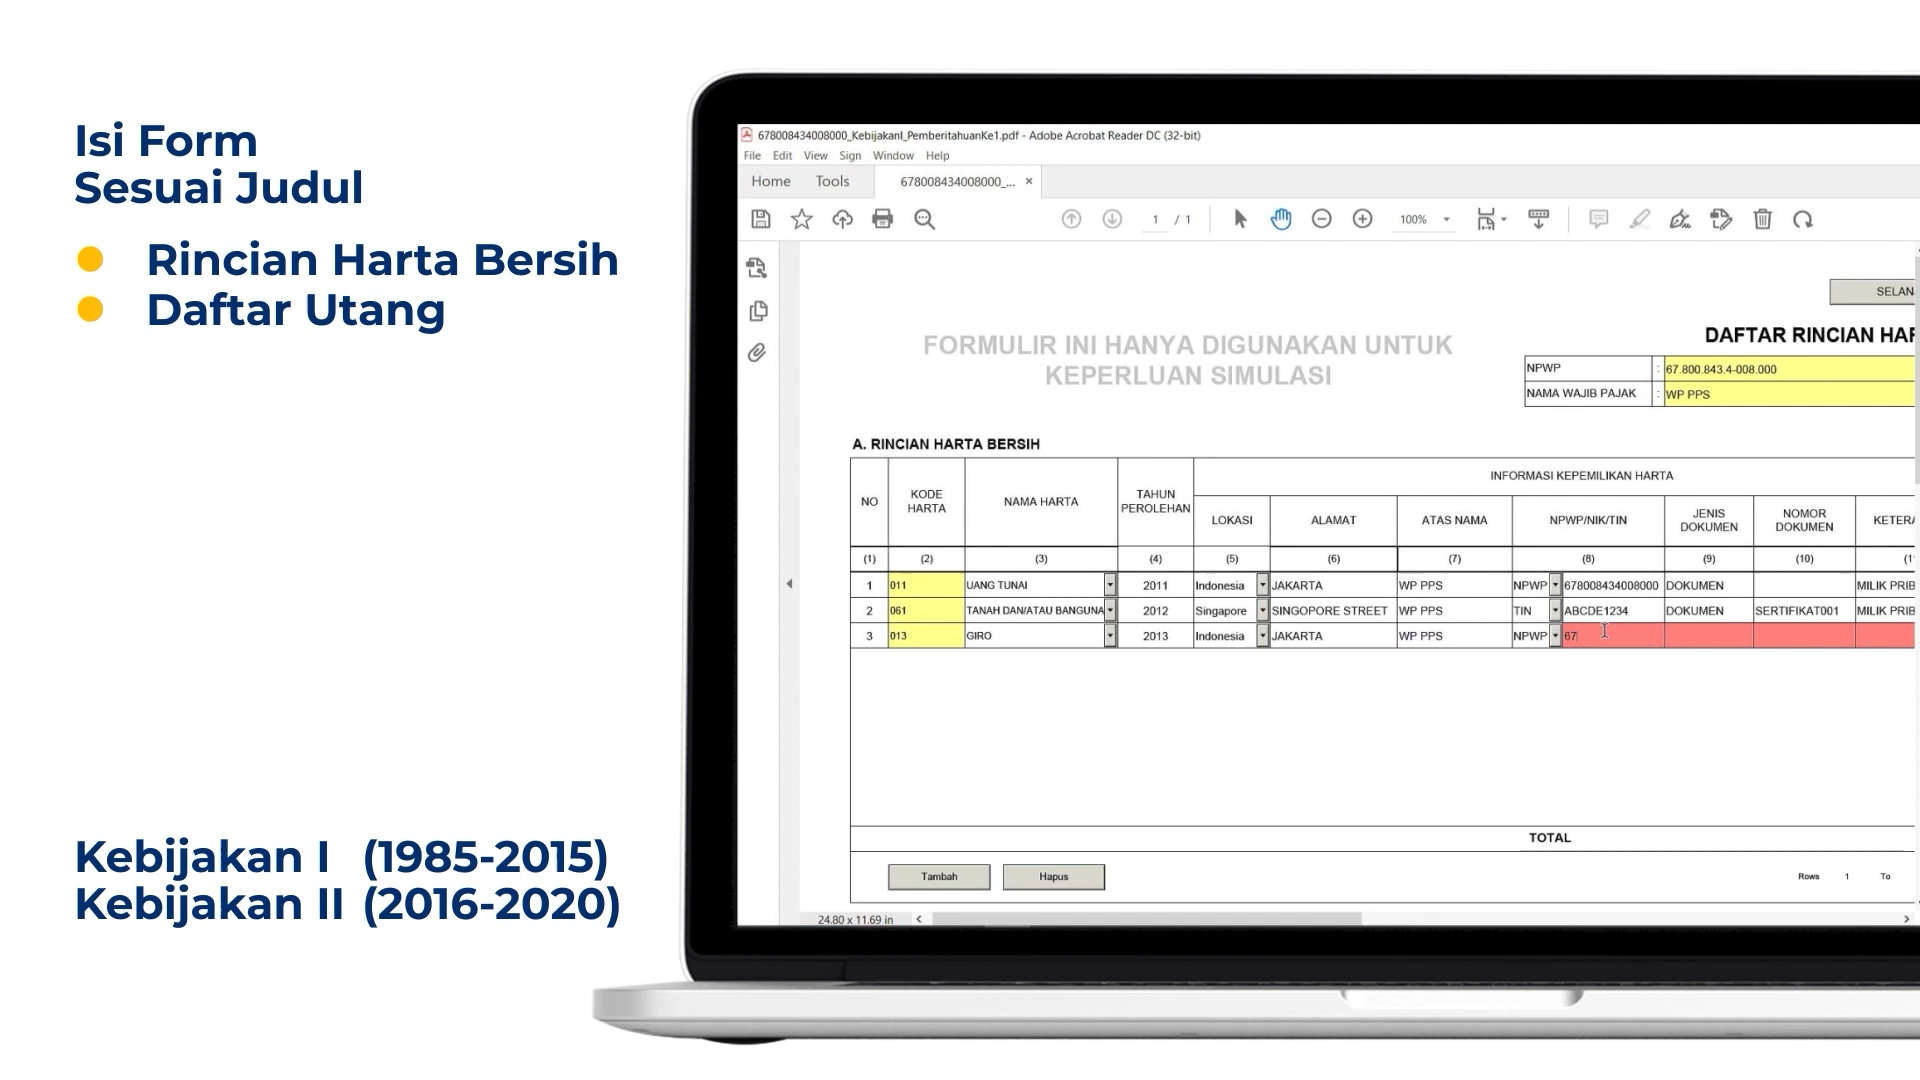 Isi Form
Sesuai Judul
Rincian Harta Bersih
Daftar Utang
Kebijakan I (1985-2015)
Kebijakan II (2016-2020)
678008434008000_KebijakanI_PemberitahuanKe1.pdf - Adobe Acrobat Reader DC (32-bit)
File Edit View Sign Window Help
Home Tools 678008434008000_... ×
1 / 1 100%
SELAN
FORMULIR INI HANYA DIGUNAKAN UNTUK
KEPERLUAN SIMULASI
DAFTAR RINCIAN HAR
NPWP : 67.800.843.4-008.000
NAMA WAJIB PAJAK : WP PPS
A. RINCIAN HARTA BERSIH
NO KODE HARTA NAMA HARTA TAHUN PEROLEHAN INFORMASI KEPEMILIKAN HARTA
LOKASI ALAMAT ATAS NAMA NPWP/NIK/TIN JENIS DOKUMEN NOMOR DOKUMEN KETERA
(1) (2) (3) (4) (5) (6) (7) (8) (9) (10) (1
1 011 UANG TUNAI 2011 Indonesia JAKARTA WP PPS NPWP 678008434008000 DOKUMEN MILIK PRIB
2 061 TANAH DAN/ATAU BANGUNA 2012 Singapore SINGOPORE STREET WP PPS TIN ABCDE1234 DOKUMEN SERTIFIKAT001 MILIK PRIB
3 013 GIRO 2013 Indonesia JAKARTA WP PPS NPWP 67
TOTAL
Tambah Hapus Rows 1 To
24.80 x 11.69 in